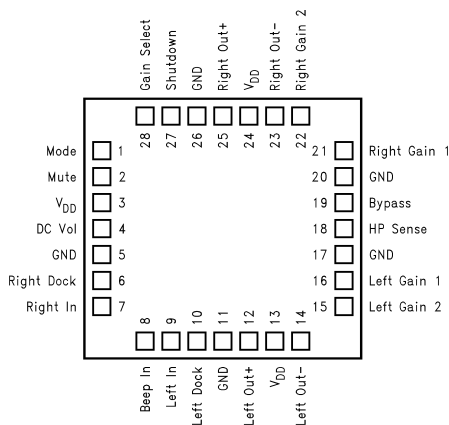 Gain Select
Shutdown
GND
Right Out+
VDD
Right Out-
Right Gain 2
28
27
26
25
24
23
22
Mode 1
Mute 2
VDD 3
DC Vol 4
GND 5
Right Dock 6
Right In 7
21 Right Gain 1
20 GND
19 Bypass
18 HP Sense
17 GND
16 Left Gain 1
15 Left Gain 2
8
9
10
11
12
13
14
Beep In
Left In
Left Dock
GND
Left Out+
VDD
Left Out-